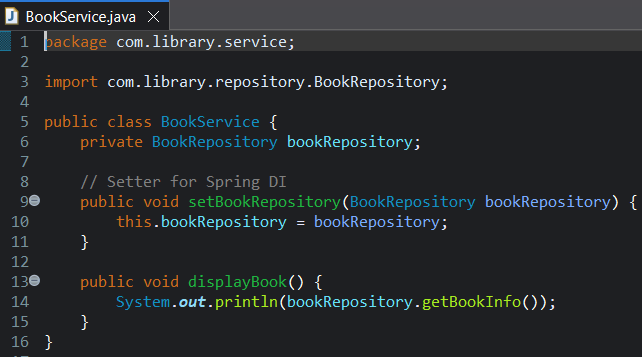 BookService.java
1 package com.library.service;
2
3 import com.library.repository.BookRepository;
4
5 public class BookService {
6     private BookRepository bookRepository;
7
8     // Setter for Spring DI
9     public void setBookRepository(BookRepository bookRepository) {
10         this.bookRepository = bookRepository;
11     }
12
13     public void displayBook() {
14         System.out.println(bookRepository.getBookInfo());
15     }
16 }